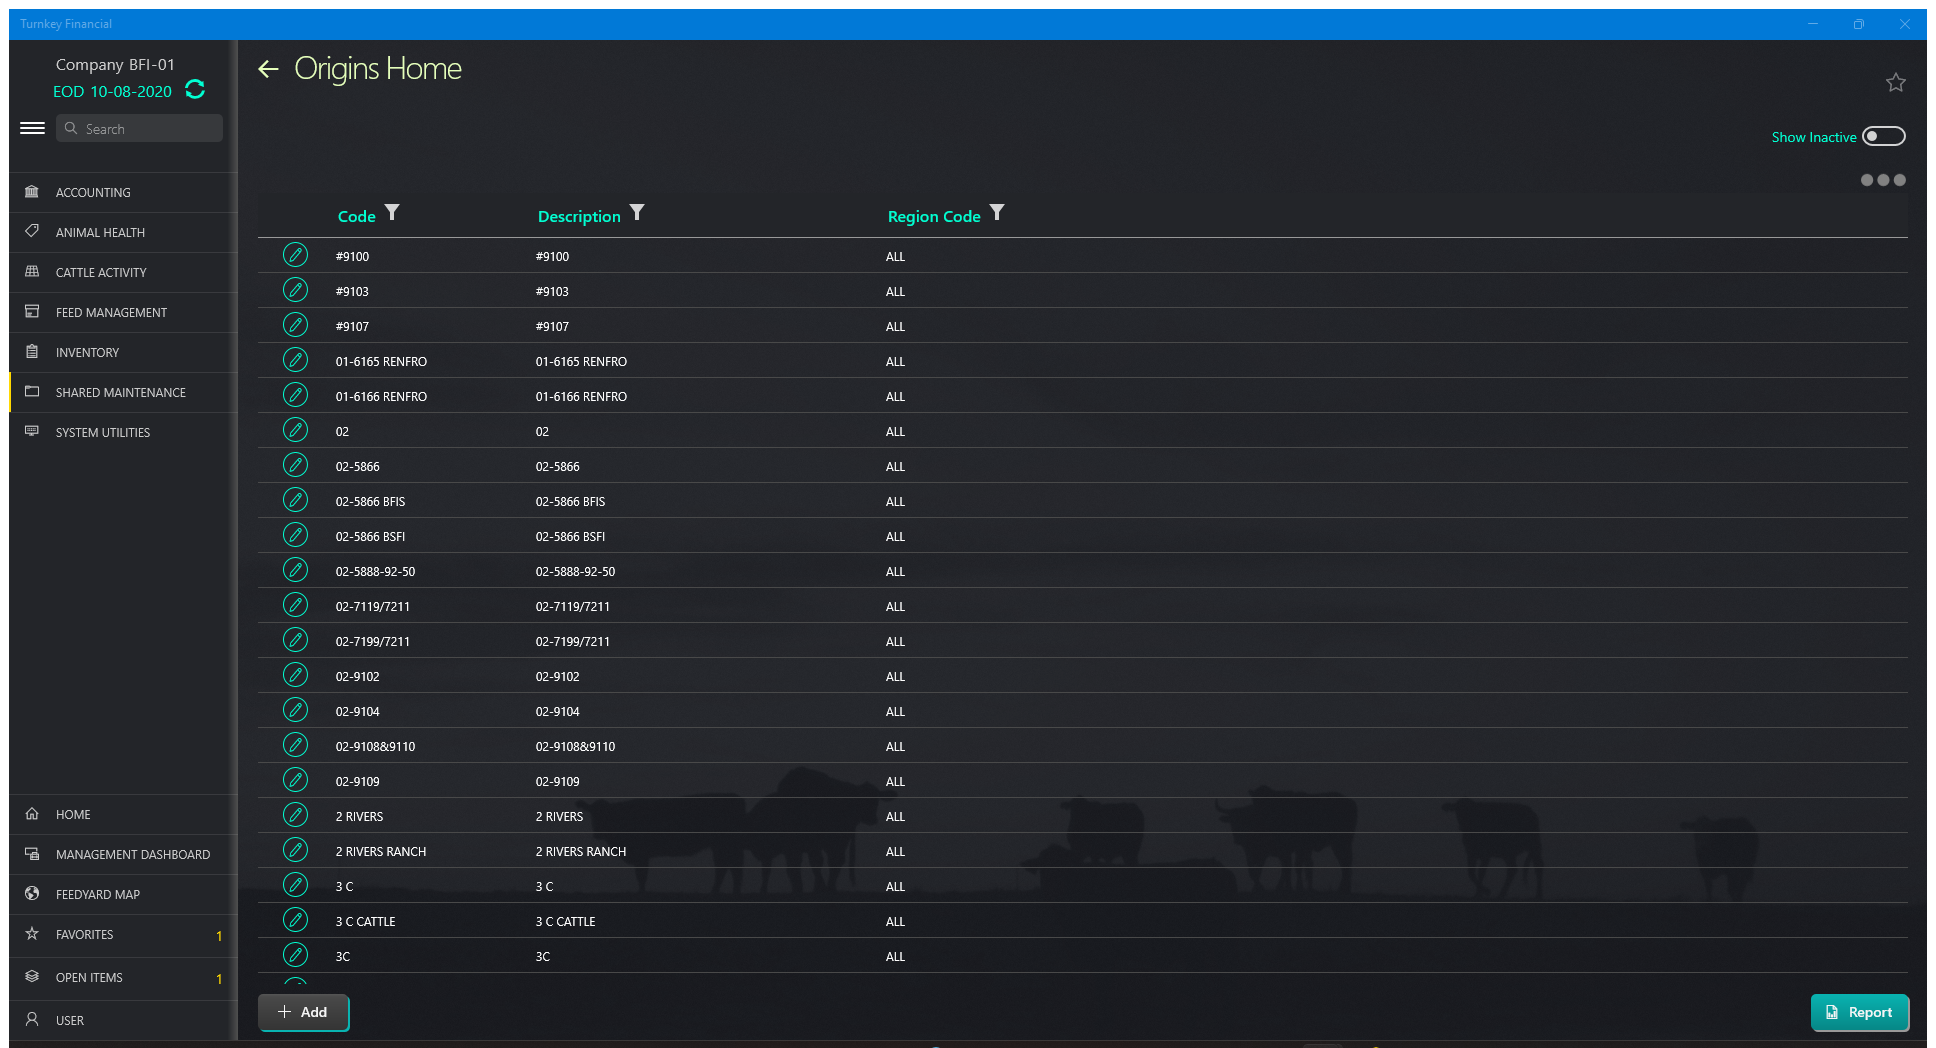 Turnkey Financial
Company BFI-01
EOD 10-08-2020
Search
ACCOUNTING
ANIMAL HEALTH
CATTLE ACTIVITY
FEED MANAGEMENT
INVENTORY
SHARED MAINTENANCE
SYSTEM UTILITIES
HOME
MANAGEMENT DASHBOARD
FEEDYARD MAP
FAVORITES 1
OPEN ITEMS 1
USER
Origins Home
Show Inactive
Code Description Region Code
#9100 #9100 ALL
#9103 #9103 ALL
#9107 #9107 ALL
01-6165 RENFRO 01-6165 RENFRO ALL
01-6166 RENFRO 01-6166 RENFRO ALL
02 02 ALL
02-5866 02-5866 ALL
02-5866 BFIS 02-5866 BFIS ALL
02-5866 BSFI 02-5866 BSFI ALL
02-5888-92-50 02-5888-92-50 ALL
02-7119/7211 02-7119/7211 ALL
02-7199/7211 02-7199/7211 ALL
02-9102 02-9102 ALL
02-9104 02-9104 ALL
02-9108&9110 02-9108&9110 ALL
02-9109 02-9109 ALL
2 RIVERS 2 RIVERS ALL
2 RIVERS RANCH 2 RIVERS RANCH ALL
3 C 3 C ALL
3 C CATTLE 3 C CATTLE ALL
3C 3C ALL
Add
Report